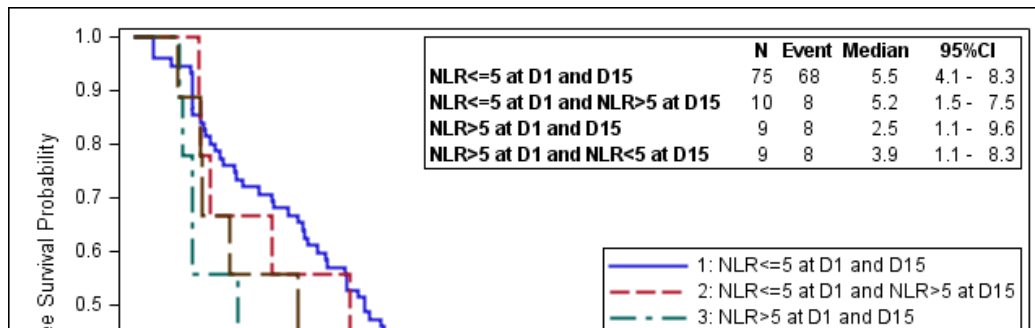 1.0
0.9
0.8
0.7
0.6
0.5
ee Survival Probability
N Event Median 95%CI
NLR<=5 at D1 and D15 75 68 5.5 4.1 - 8.3
NLR<=5 at D1 and NLR>5 at D15 10 8 5.2 1.5 - 7.5
NLR>5 at D1 and D15 9 8 2.5 1.1 - 9.6
NLR>5 at D1 and NLR<5 at D15 9 8 3.9 1.1 - 8.3
1: NLR<=5 at D1 and D15
2: NLR<=5 at D1 and NLR>5 at D15
3: NLR>5 at D1 and D15